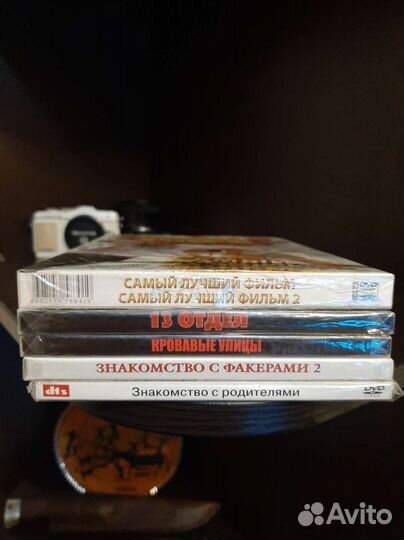 САМЫЙ ЛУЧШИЙ ФИЛЬМ
САМЫЙ ЛУЧШИЙ ФИЛЬМ 2
13 ОТДЕЛ
КРОВАВЫЕ УЛИЦЫ
ЗНАКОМСТВО С ФАКЕРАМИ 2
dts Знакомство с родителями DVD
Avito